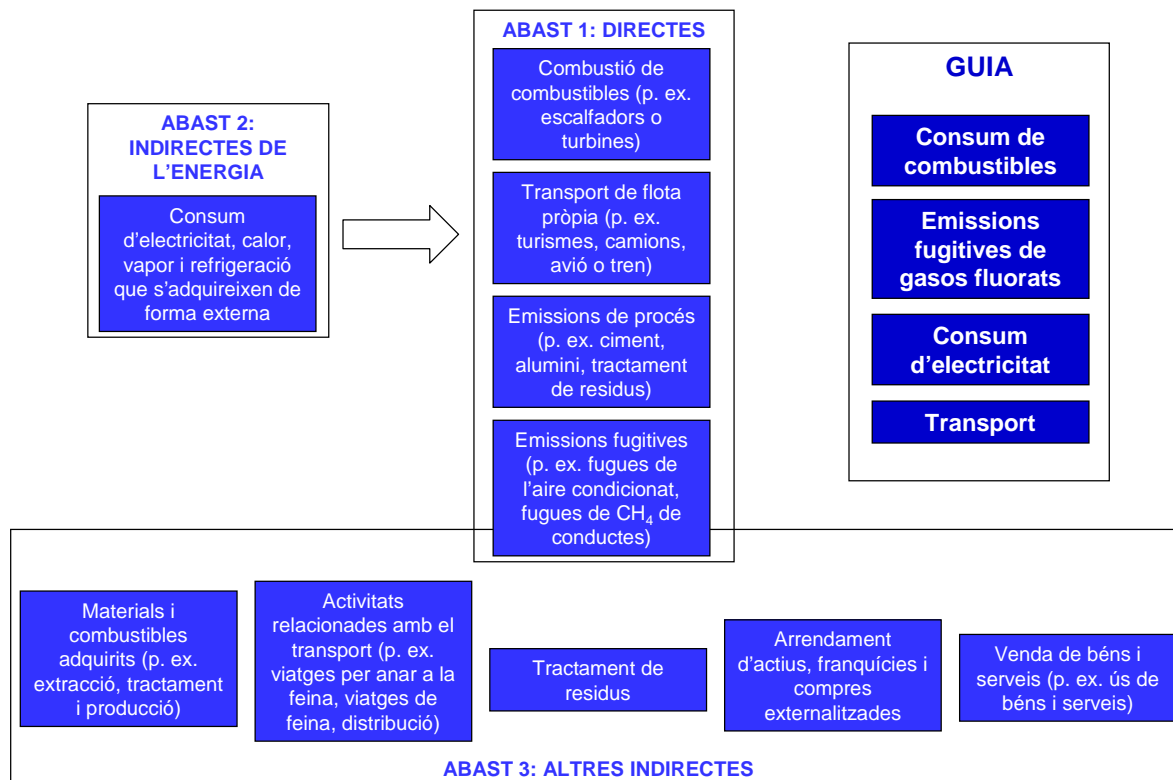 ABAST 1: DIRECTES
Combustió de
combustibles (p. ex.
escalfadors o
turbines)
Transport de flota
pròpia (p. ex.
turismes, camions,
avió o tren)
Emissions de procés
(p. ex. ciment,
alumini, tractament
de residus)
Emissions fugitives
(p. ex. fugues de
l’aire condicionat,
fugues de CH₄ de
conductes)
ABAST 2:
INDIRECTES DE
L’ENERGIA
Consum
d’electricitat, calor,
vapor i refrigeració
que s’adquireixen de
forma externa
GUIA
Consum de
combustibles
Emissions
fugitives de
gasos fluorats
Consum
d’electricitat
Transport
Materials i
combustibles
adquirits (p. ex.
extracció, tractament
i producció)
Activitats
relacionades amb el
transport (p. ex.
viatges per anar a la
feina, viatges de
feina, distribució)
Tractament de
residus
Arrendament
d’actius, franquícies i
compres
externalitzades
Venda de béns i
serveis (p. ex. ús de
béns i serveis)
ABAST 3: ALTRES INDIRECTES